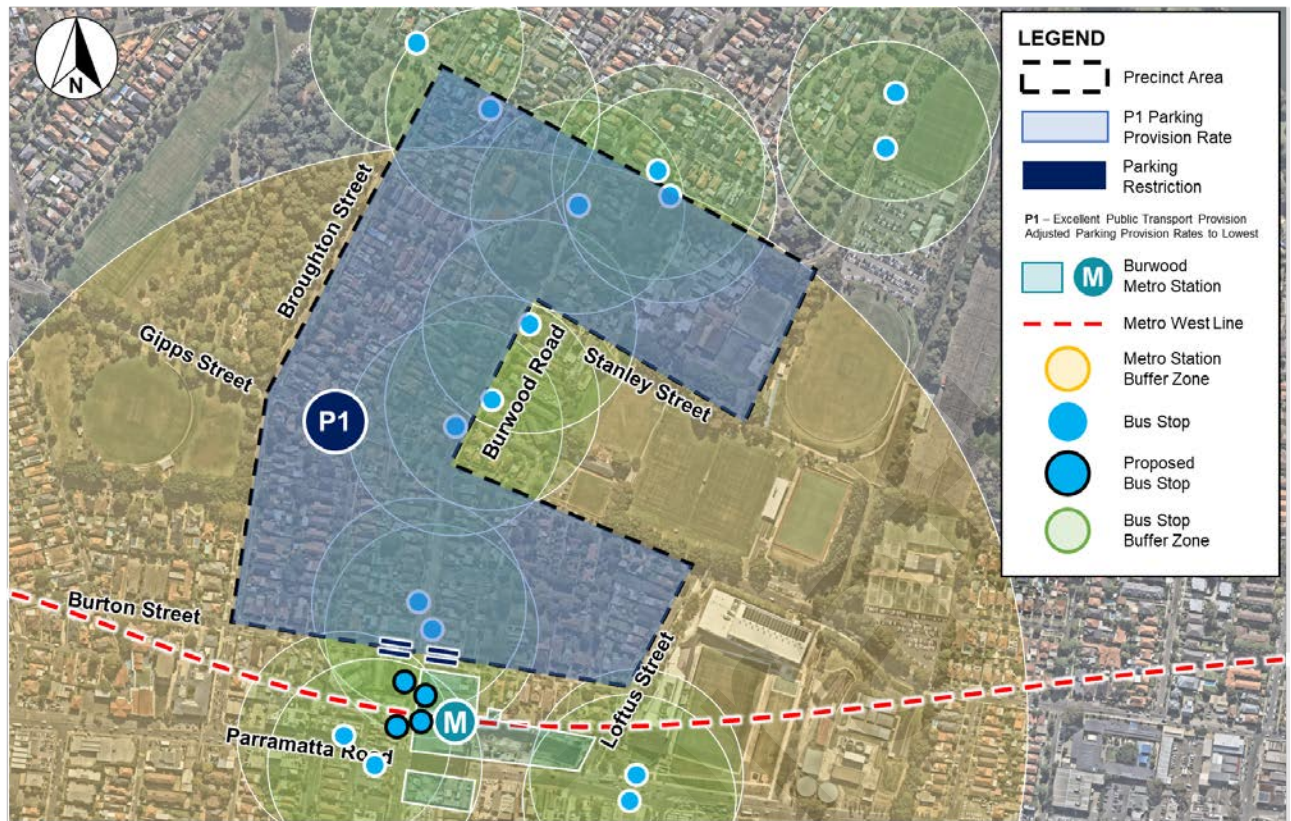 N
Broughton Street
Gipps Street
P1
Burwood Road
Stanley Street
Burton Street
Loftus Street
M
Parramatta Road
LEGEND
Precinct Area
P1 Parking
Provision Rate
Parking
Restriction
P1 – Excellent Public Transport Provision
Adjusted Parking Provision Rates to Lowest
M
Burwood
Metro Station
Metro West Line
Metro Station
Buffer Zone
Bus Stop
Proposed
Bus Stop
Bus Stop
Buffer Zone